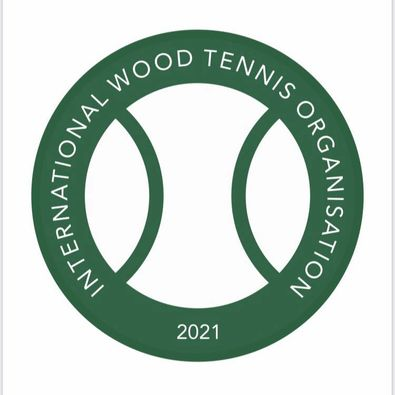 INTERNATIONAL WOOD TENNIS ORGANISATION
2021